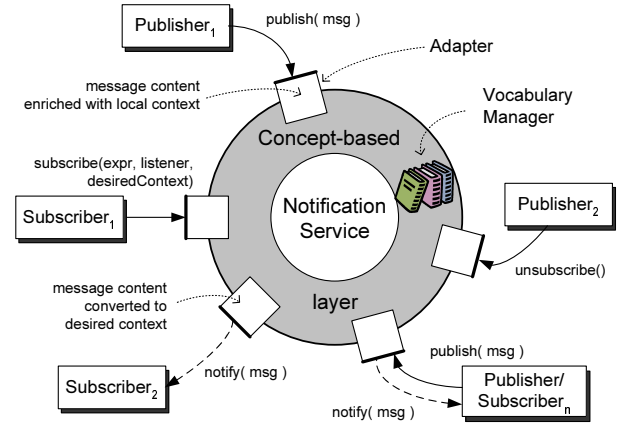 Publisher1
publish( msg )
Adapter
message content
enriched with local context
Vocabulary
Manager
Concept-based
subscribe(expr, listener,
desiredContext)
Subscriber1
Notification
Service
Publisher2
unsubscribe()
message content
converted to
desired context
layer
publish( msg )
Subscriber2
notify( msg )
Publisher/
Subscribern
notify( msg )